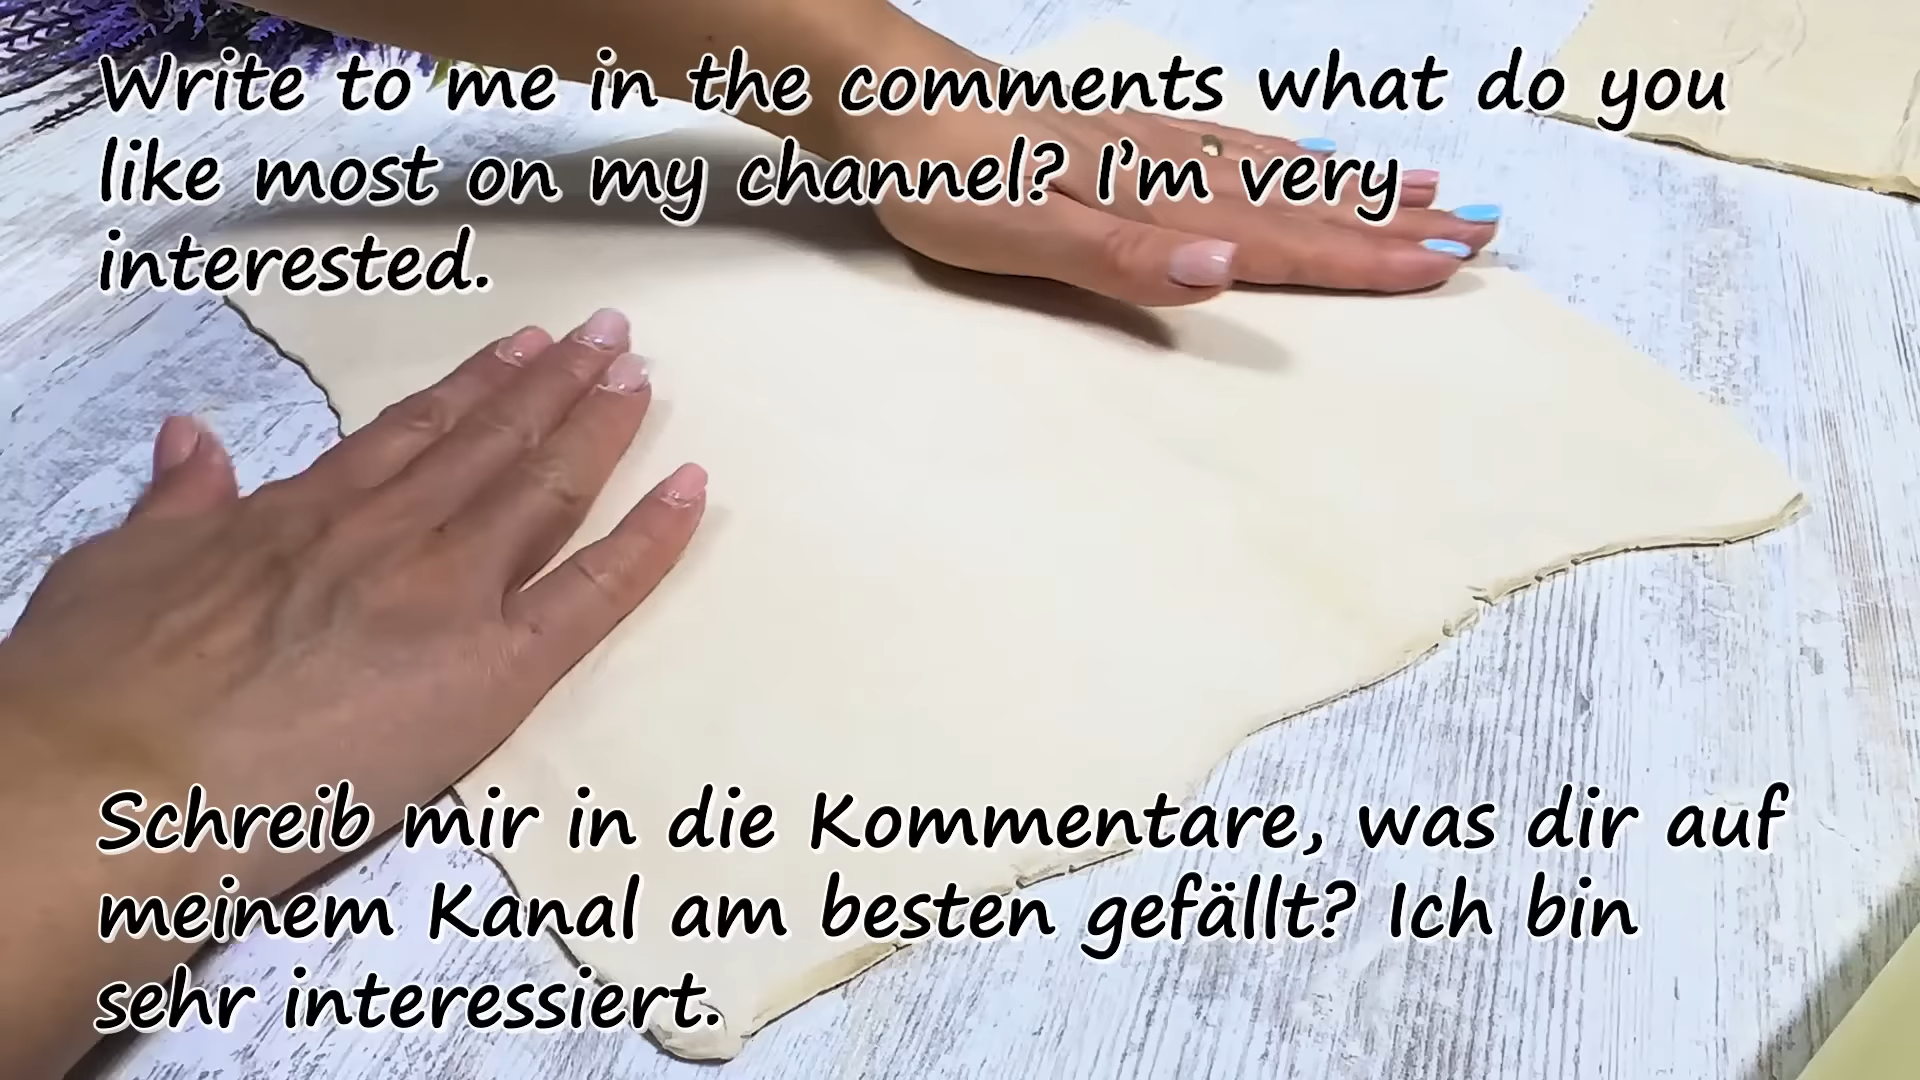 Write to me in the comments what do you
like most on my channel? I'm very
interested.
Schreib mir in die Kommentare, was dir auf
meinem Kanal am besten gefällt? Ich bin
sehr interessiert.